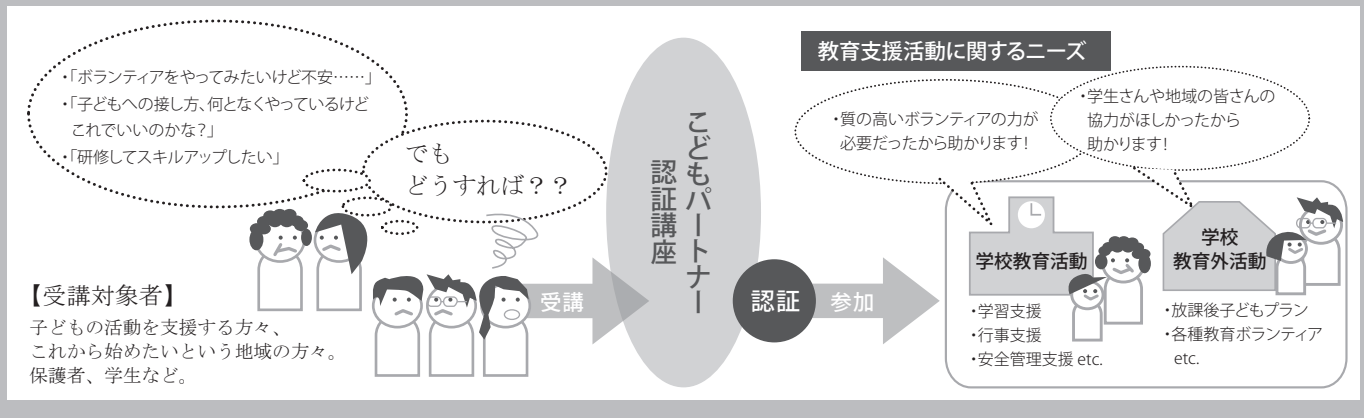 ・「ボランティアをやってみたいけど不安……」
・「子どもへの接し方、何となくやっているけど
これでいいのかな？」
・「研修してスキルアップしたい」
でも
どうすれば？？
【受講対象者】
子どもの活動を支援する方々、
これから始めたいという地域の方々。
保護者、学生など。
受講
こどもパートナー
認証講座
認証
参加
教育支援活動に関するニーズ
・質の高いボランティアの力が
必要だったから助かります！
・学生さんや地域の皆さんの
協力がほしかったから
助かります！
学校教育活動
・学習支援
・行事支援
・安全管理支援 etc.
学校
教育外活動
・放課後子どもプラン
・各種教育ボランティア
etc.